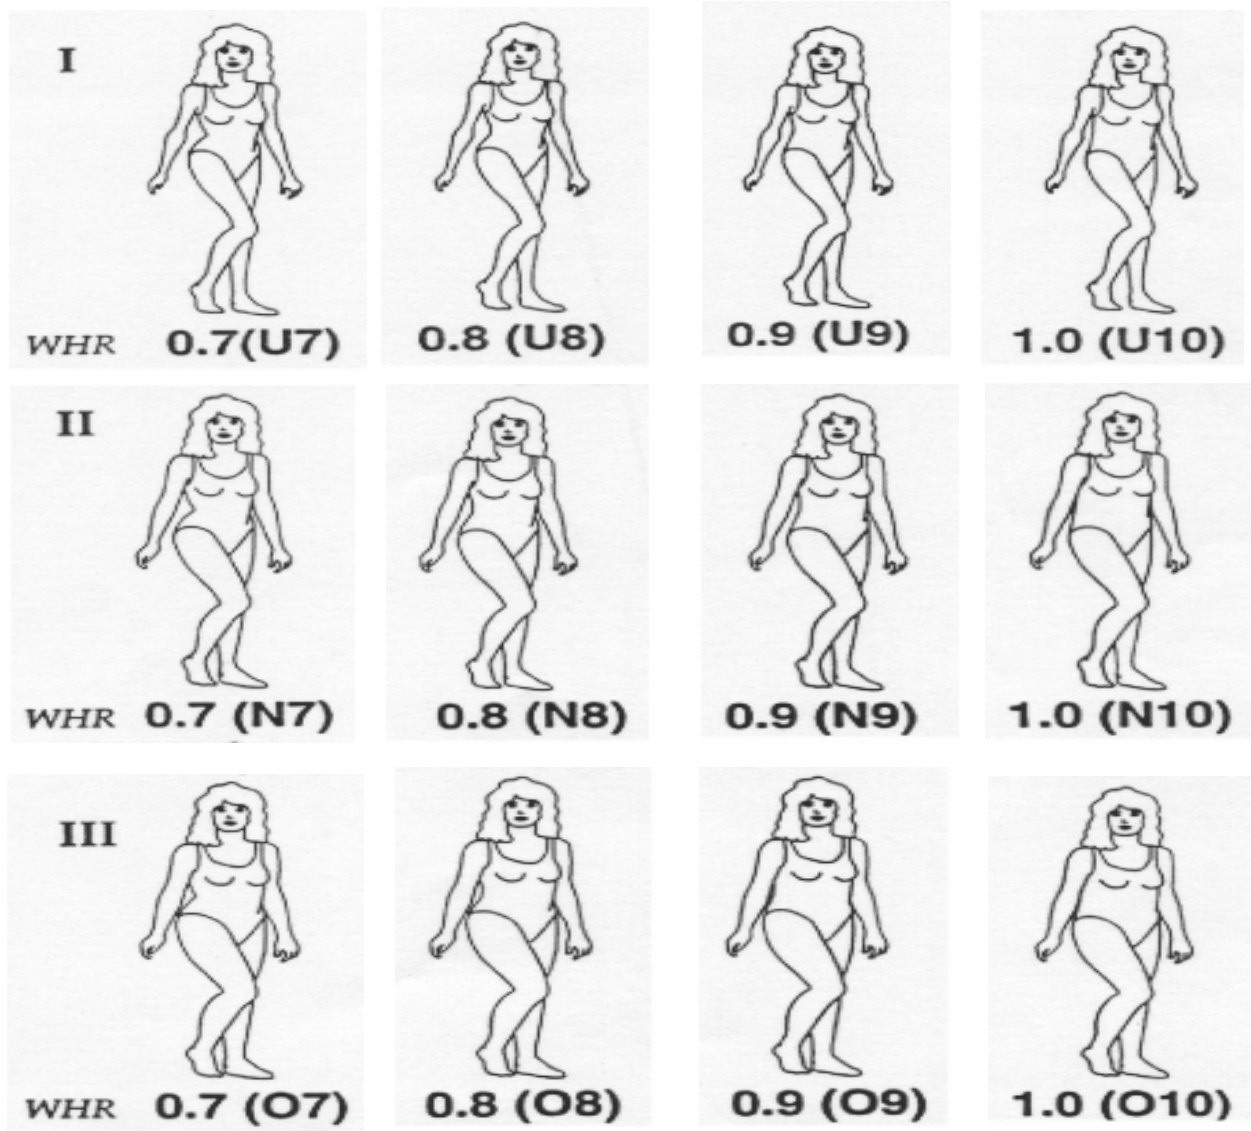 I
WHR 0.7(U7) 0.8 (U8) 0.9 (U9) 1.0 (U10)
II
WHR 0.7 (N7) 0.8 (N8) 0.9 (N9) 1.0 (N10)
III
WHR 0.7 (O7) 0.8 (O8) 0.9 (O9) 1.0 (O10)